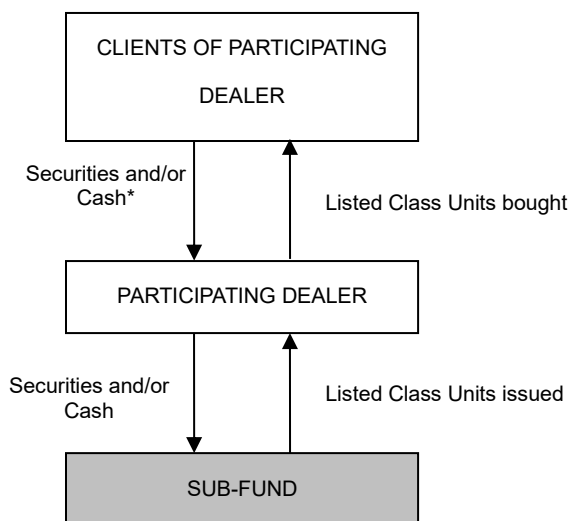 CLIENTS OF PARTICIPATING
DEALER
Securities and/or
Cash*
Listed Class Units bought
PARTICIPATING DEALER
Securities and/or
Cash
Listed Class Units issued
SUB-FUND